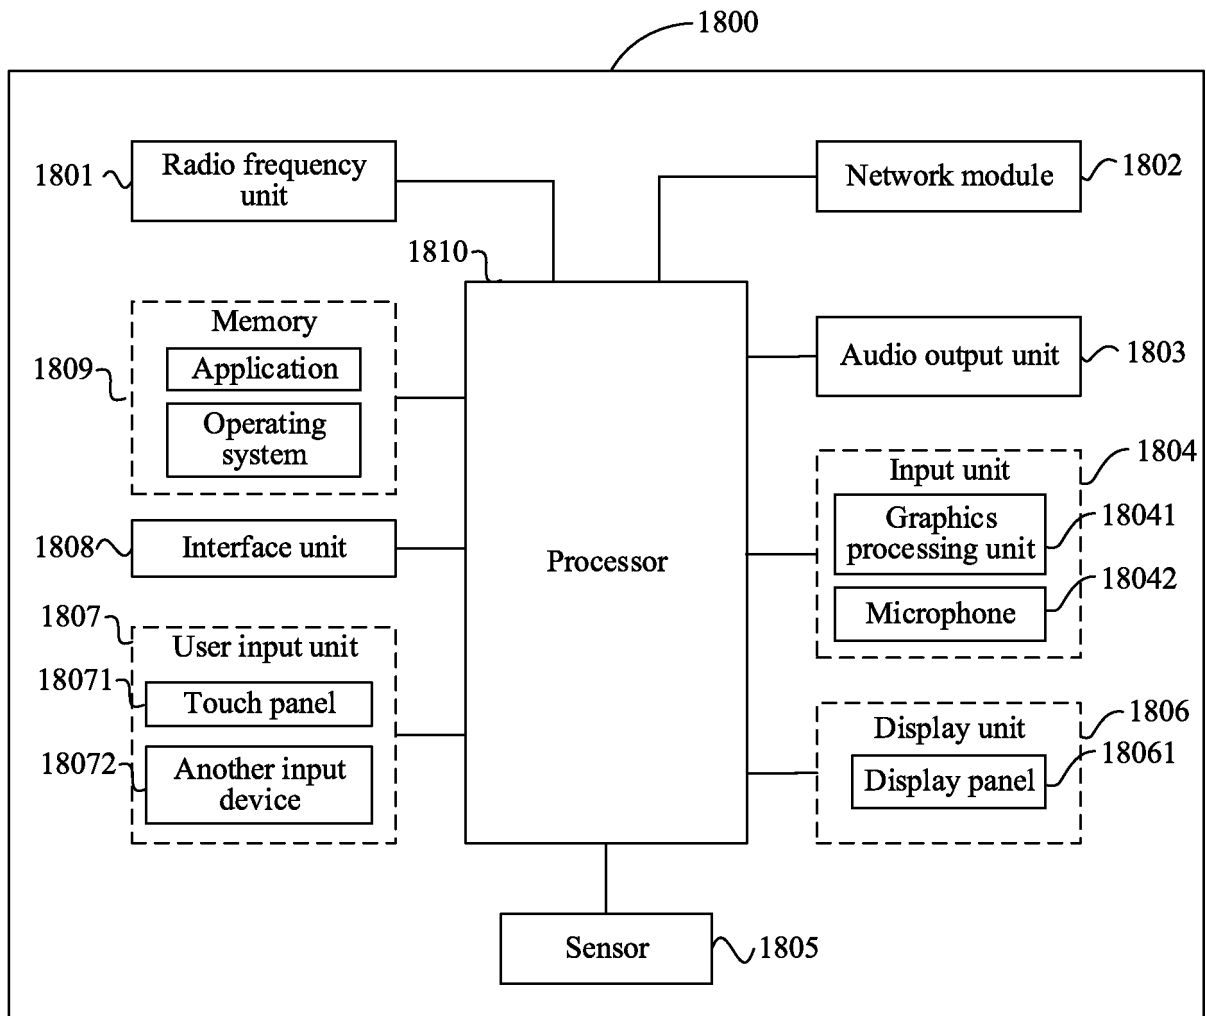 1800
1801
Radio frequency
unit
Network module
1802
1810
Memory
Application
Operating
system
1809
Audio output unit
1803
1804
Input unit
Graphics
processing unit
18041
Microphone
18042
1808
Interface unit
Processor
1807
User input unit
18071
Touch panel
18072
Another input
device
1806
Display unit
Display panel
18061
Sensor
1805